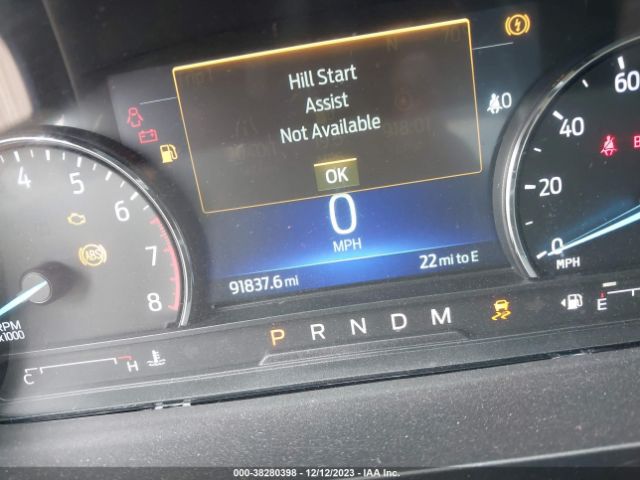 Hill Start
Assist
Not Available
OK
0
MPH
91837.6 mi
22 mi to E
4 5 6 7 8
ABS
RPM
x1000
0 20 40 60
MPH
P R N D M
C H
E
000-38280398 - 12/12/2023 - IAA Inc.